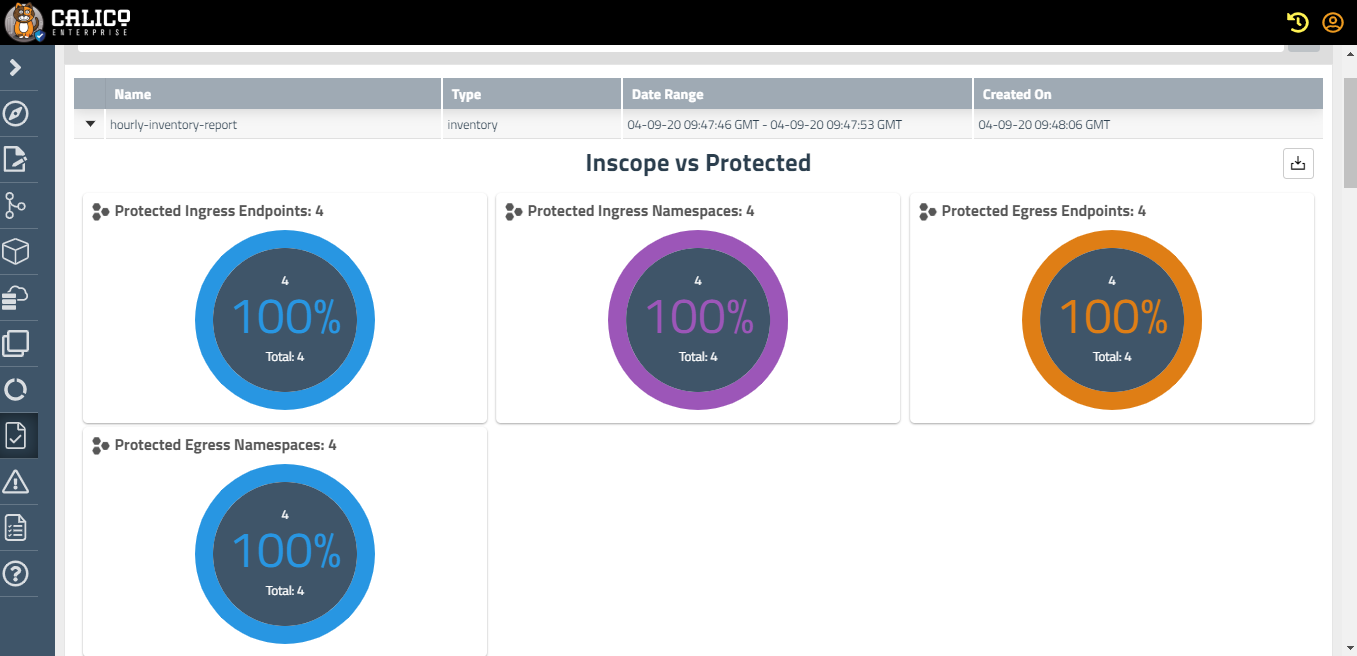 CALICO
ENTERPRISE
Name Type Date Range Created On
hourly-inventory-report inventory 04-09-20 09:47:46 GMT - 04-09-20 09:47:53 GMT 04-09-20 09:48:06 GMT
Inscope vs Protected
Protected Ingress Endpoints: 4
4
100%
Total: 4
Protected Ingress Namespaces: 4
4
100%
Total: 4
Protected Egress Endpoints: 4
4
100%
Total: 4
Protected Egress Namespaces: 4
4
100%
Total: 4